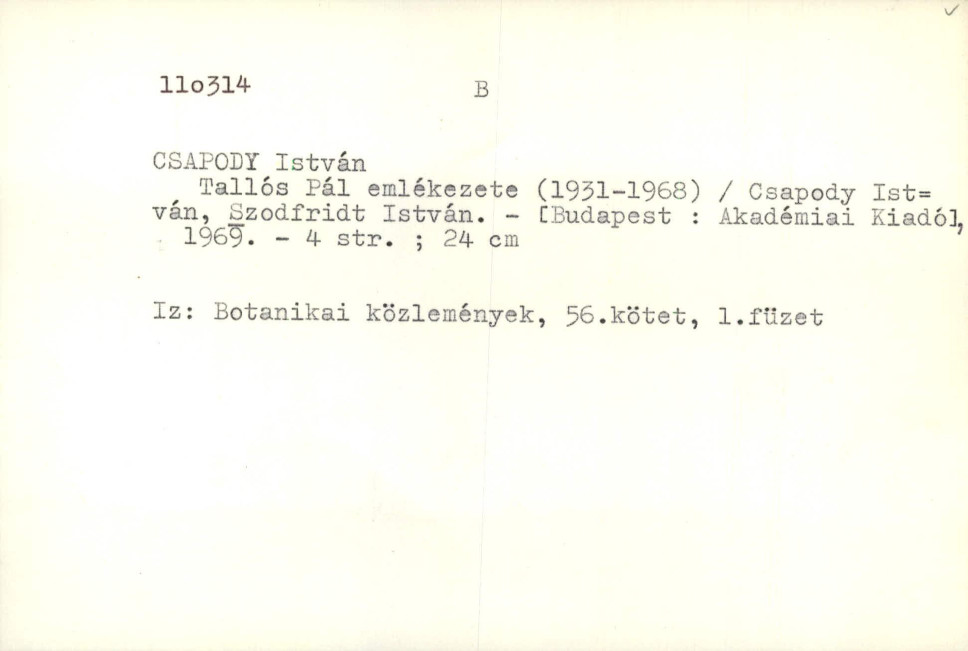 llo314 B
CSAPODY István
Tallós Pál emlékezete (1931-1968) / Csapody Ist=
ván, Szodfridt István. - [Budapest : Akadémiai Kiadó],
1969. - 4 str. ; 24 cm
Iz: Botanikai közlemények, 56.kötet, 1.füzet